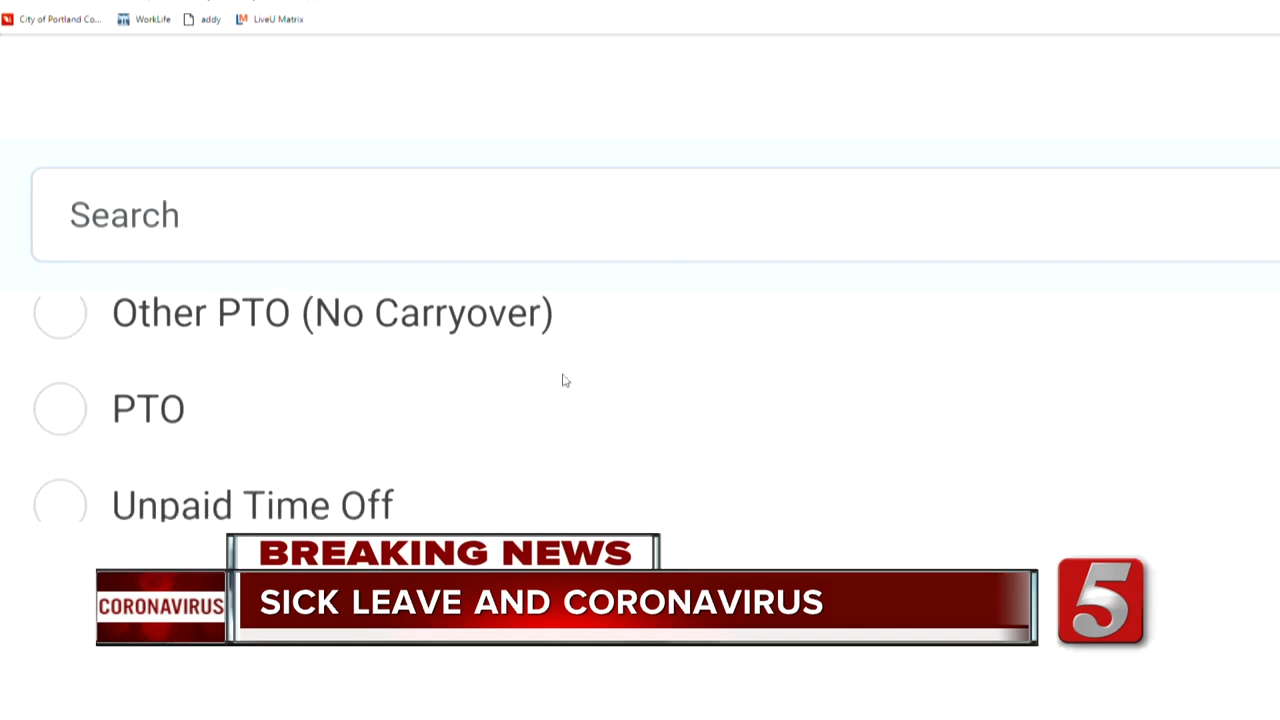 City of Portland Co... WorkLife addy LiveU Matrix
Search
Other PTO (No Carryover)
PTO
Unpaid Time Off
BREAKING NEWS
CORONAVIRUS
SICK LEAVE AND CORONAVIRUS
5